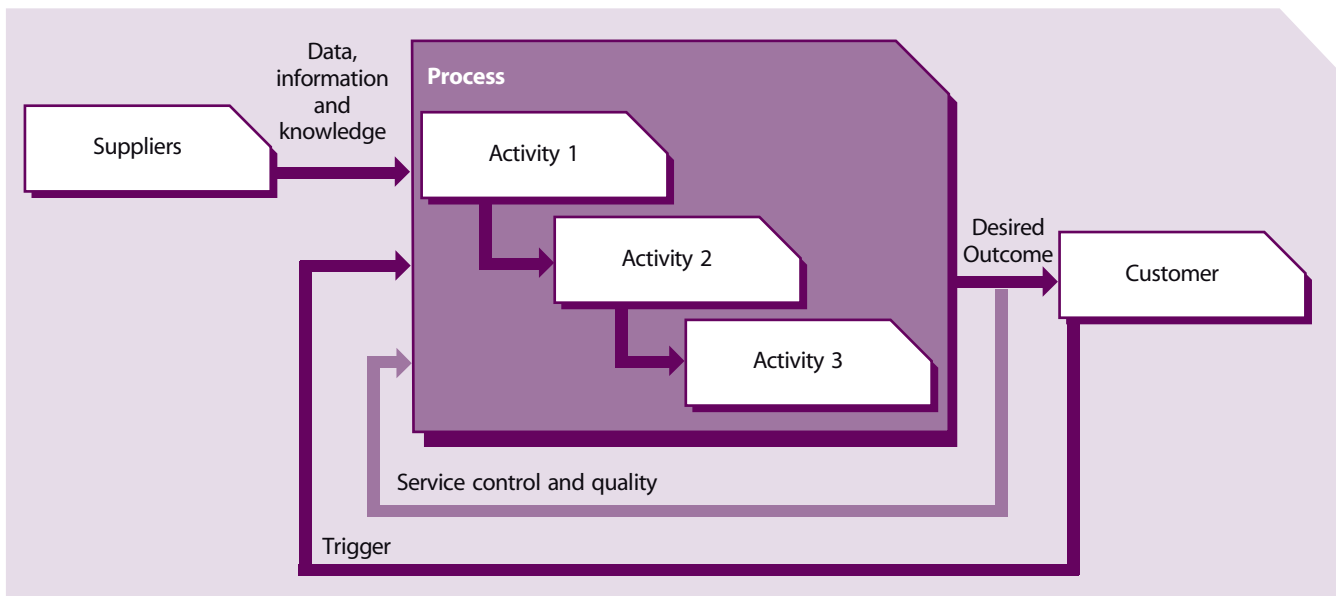 Data,
information
and
knowledge
Process
Suppliers
Activity 1
Activity 2
Desired
Outcome
Customer
Activity 3
Service control and quality
Trigger